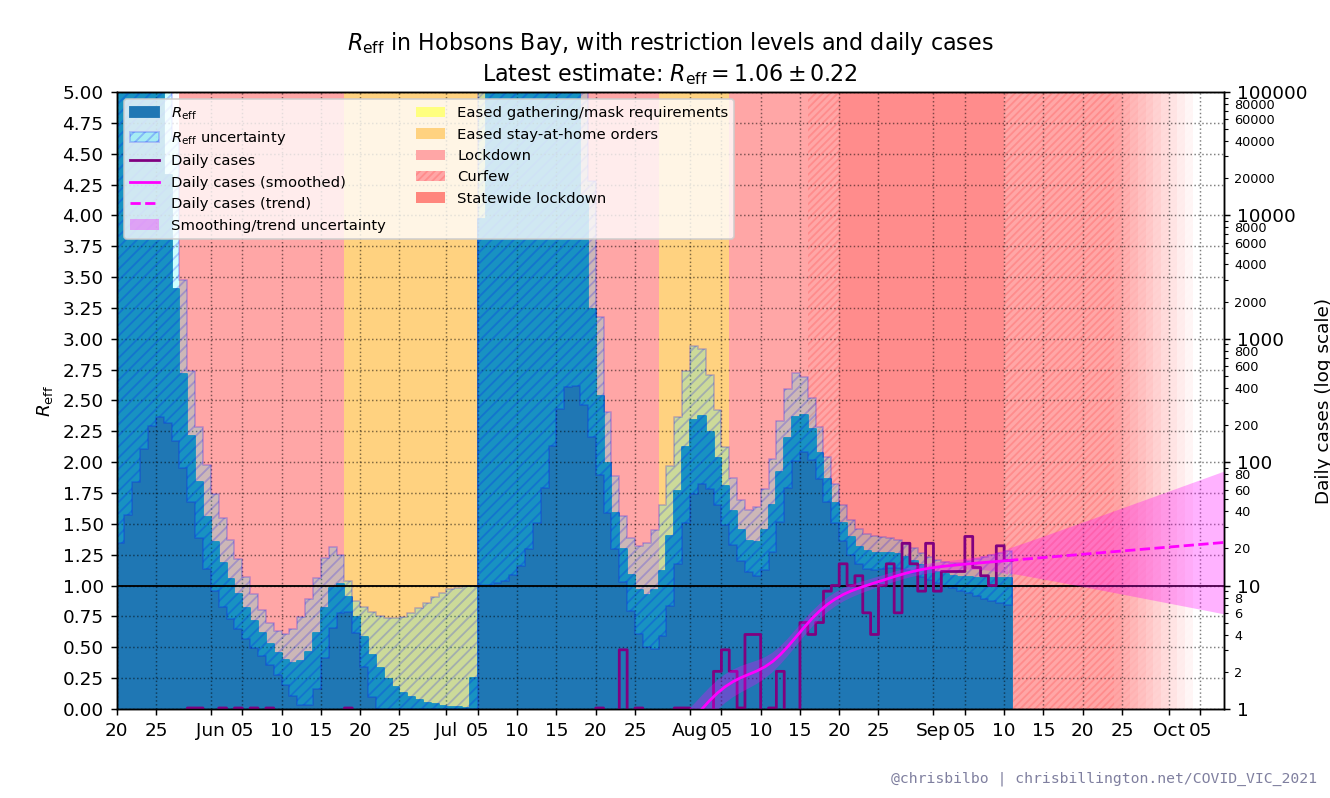 Reff in Hobsons Bay, with restriction levels and daily cases
Latest estimate: Reff = 1.06 ± 0.22
Reff
Reff uncertainty
Daily cases
Daily cases (smoothed)
Daily cases (trend)
Smoothing/trend uncertainty
Eased gathering/mask requirements
Eased stay-at-home orders
Lockdown
Curfew
Statewide lockdown
5.00
4.75
4.50
4.25
4.00
3.75
3.50
3.25
3.00
2.75
2.50
2.25
2.00
1.75
1.50
1.25
1.00
0.75
0.50
0.25
0.00
Reff
100000
80000
60000
40000
20000
10000
8000
6000
4000
2000
1000
800
600
400
200
100
80
60
40
20
10
8
6
4
2
1
Daily cases (log scale)
20 25 Jun 05 10 15 20 25 Jul 05 10 15 20 25 Aug 05 10 15 20 25 Sep 05 10 15 20 25 Oct 05
@chrisbilbo | chrisbillington.net/COVID_VIC_2021